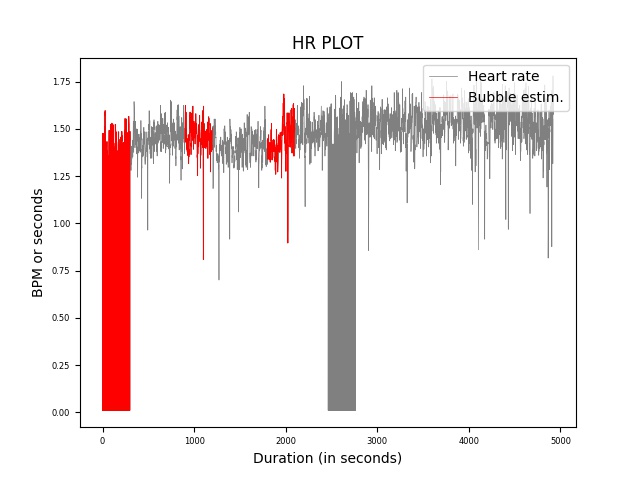 HR PLOT
Heart rate
Bubble estim.
BPM or seconds
1.75
1.50
1.25
1.00
0.75
0.50
0.25
0.00
0 1000 2000 3000 4000 5000
Duration (in seconds)